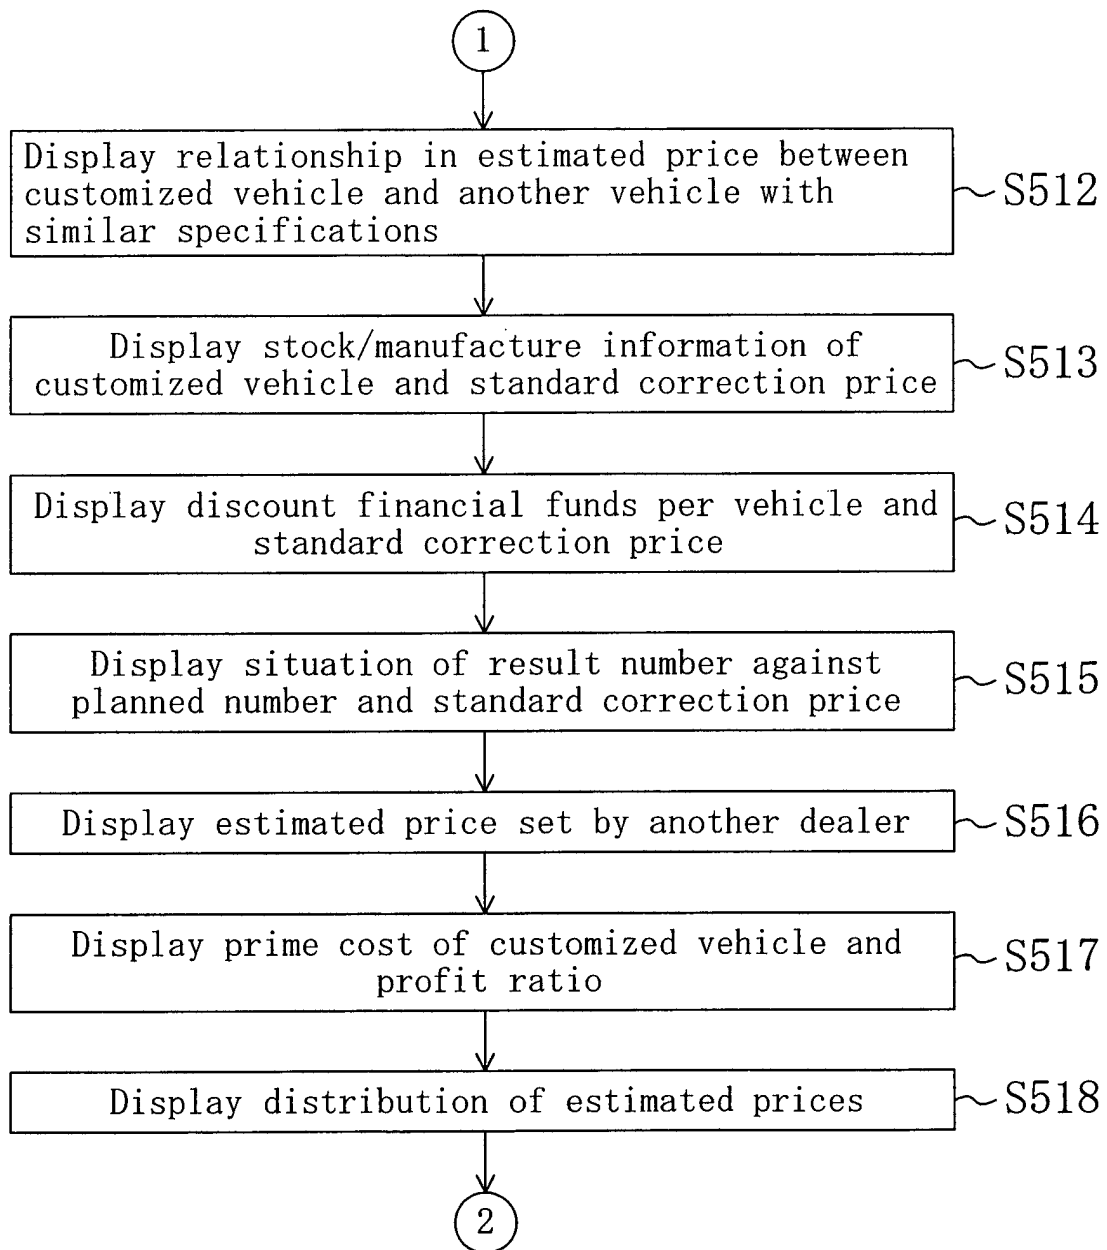 1
Display relationship in estimated price between
customized vehicle and another vehicle with
similar specifications
S512
Display stock/manufacture information of
customized vehicle and standard correction price
S513
Display discount financial funds per vehicle and
standard correction price
S514
Display situation of result number against
planned number and standard correction price
S515
Display estimated price set by another dealer
S516
Display prime cost of customized vehicle and
profit ratio
S517
Display distribution of estimated prices
S518
2